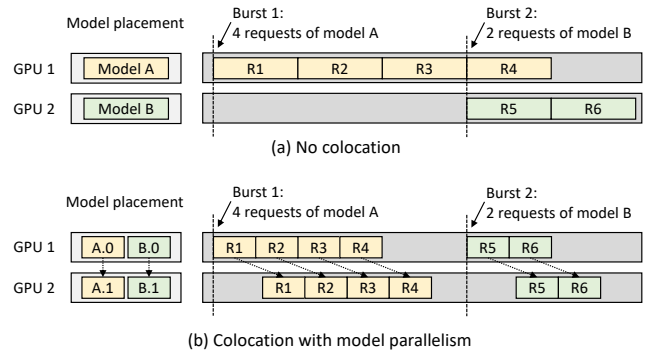 Model placement
Burst 1:
4 requests of model A
Burst 2:
2 requests of model B
GPU 1
Model A
R1
R2
R3
R4
GPU 2
Model B
R5
R6
(a) No colocation
Model placement
Burst 1:
4 requests of model A
Burst 2:
2 requests of model B
GPU 1
A.0
B.0
R1
R2
R3
R4
R5
R6
GPU 2
A.1
B.1
R1
R2
R3
R4
R5
R6
(b) Colocation with model parallelism